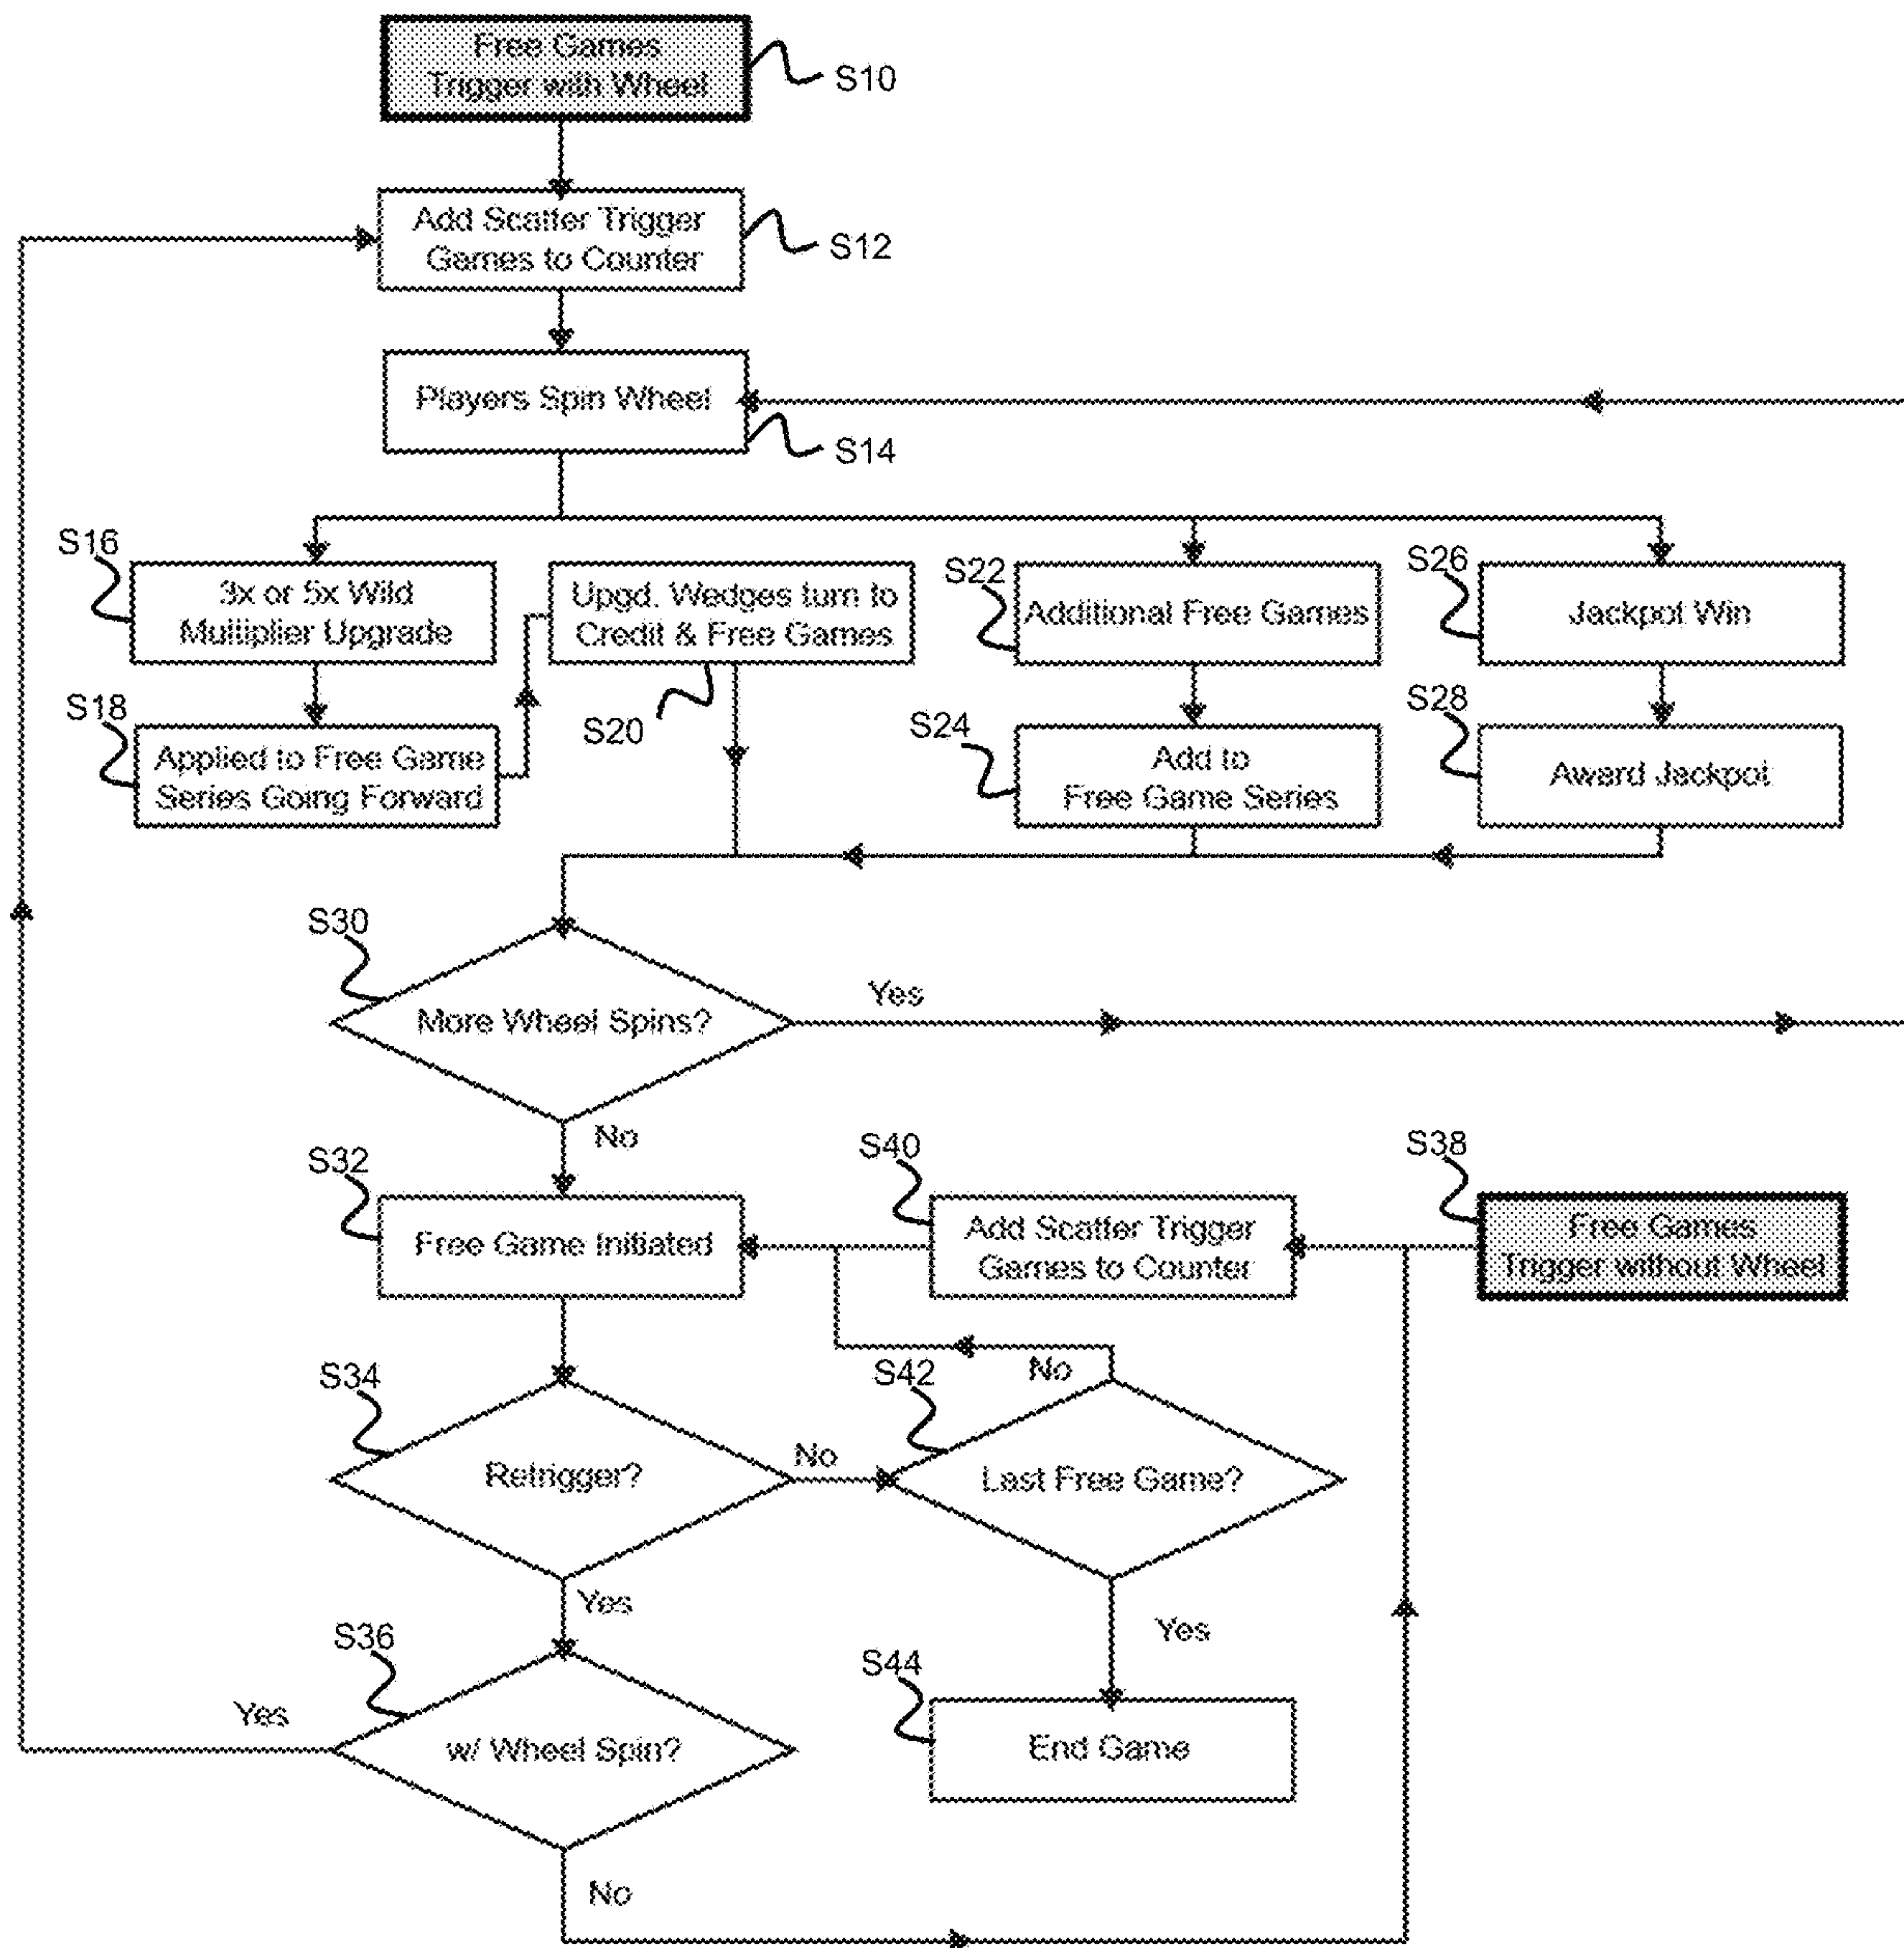 Free Games
Trigger with Wheel
S10
Add Scatter Trigger
Games to Counter
S12
Players Spin Wheel
S14
S16
3x or 5x Wild
Multiplier Upgrade
Upgd. Wedges turn to
Credit & Free Games
S22
Additional Free Games
S26
Jackpot Win
S18
Applied to Free Game
Series Going Forward
S20
S24
Add to
Free Game Series
S28
Award Jackpot
S30
More Wheel Spins?
Yes
No
S32
Free Game Initiated
S40
Add Scatter Trigger
Games to Counter
S38
Free Games
Trigger without Wheel
S34
Retrigger?
No
S42
No
Last Free Game?
Yes
Yes
S36
w/ Wheel Spin?
Yes
No
S44
End Game